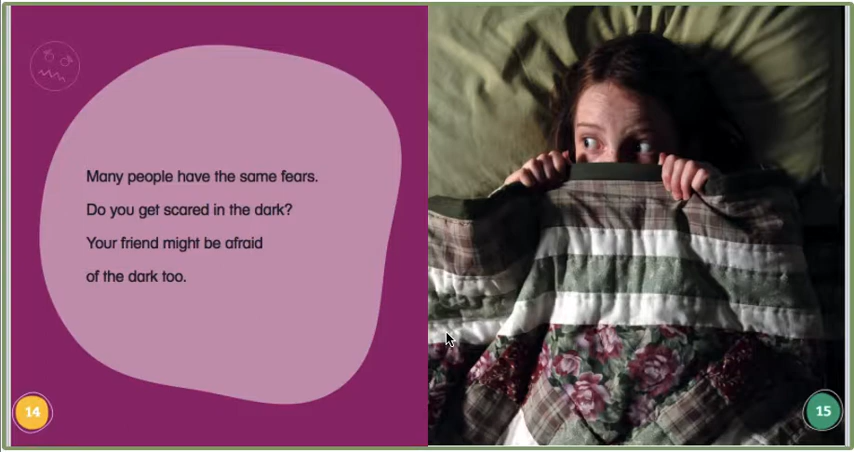 Many people have the same fears.
Do you get scared in the dark?
Your friend might be afraid
of the dark too.
14
15